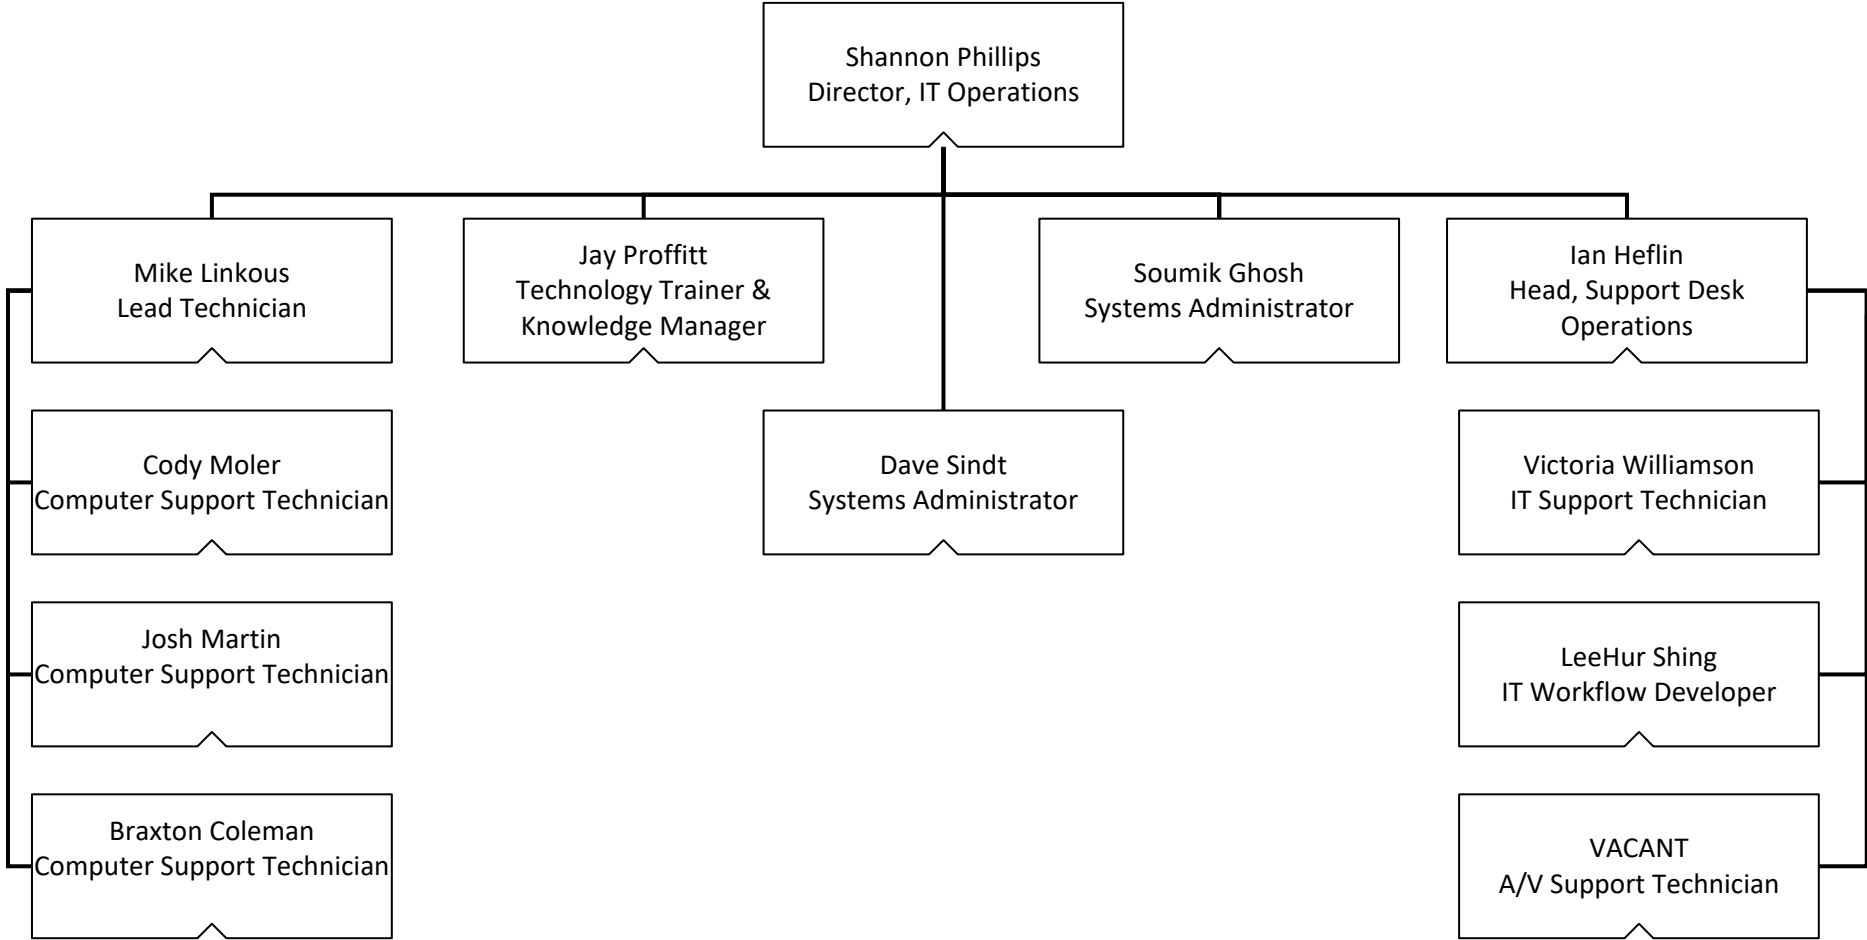 Shannon Phillips
Director, IT Operations
Mike Linkous
Lead Technician
Jay Proffitt
Technology Trainer &
Knowledge Manager
Soumik Ghosh
Systems Administrator
Ian Heflin
Head, Support Desk
Operations
Cody Moler
Computer Support Technician
Dave Sindt
Systems Administrator
Victoria Williamson
IT Support Technician
Josh Martin
Computer Support Technician
LeeHur Shing
IT Workflow Developer
Braxton Coleman
Computer Support Technician
VACANT
A/V Support Technician